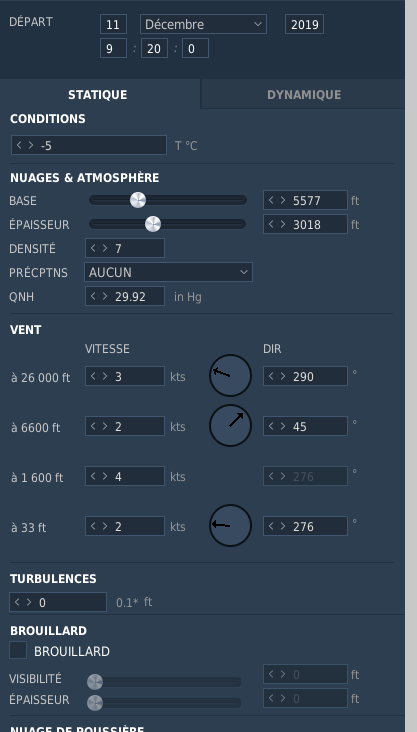 DÉPART 11 Décembre 2019
9 : 20 : 0
STATIQUE DYNAMIQUE
CONDITIONS
-5 T °C
NUAGES & ATMOSPHÈRE
BASE 5577 ft
ÉPAISSEUR 3018 ft
DENSITÉ 7
PRÉCPTNS AUCUN
QNH 29.92 in Hg
VENT
VITESSE DIR
à 26 000 ft 3 kts 290 °
à 6600 ft 2 kts 45 °
à 1 600 ft 4 kts 276 °
à 33 ft 2 kts 276 °
TURBULENCES
0 0.1* ft
BROUILLARD
BROUILLARD
VISIBILITÉ 0 ft
ÉPAISSEUR 0 ft
NUAGE DE POUSSIÈRE